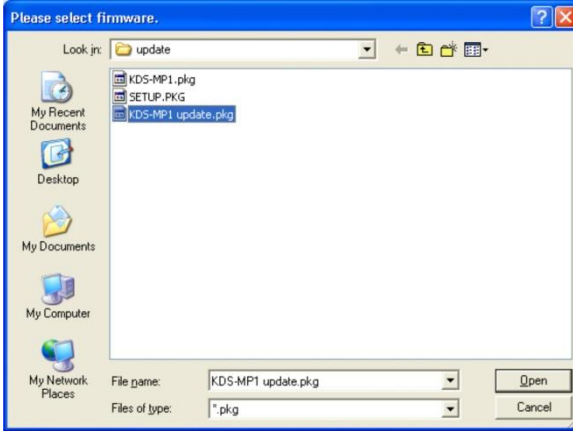 Please select firmware.
Look in: update
KDS-MP1.pkg
SETUP.PKG
KDS-MP1 update.pkg
My Recent
Documents
Desktop
My Documents
My Computer
My Network
Places
File name: KDS-MP1 update.pkg Open
Files of type: *.pkg Cancel